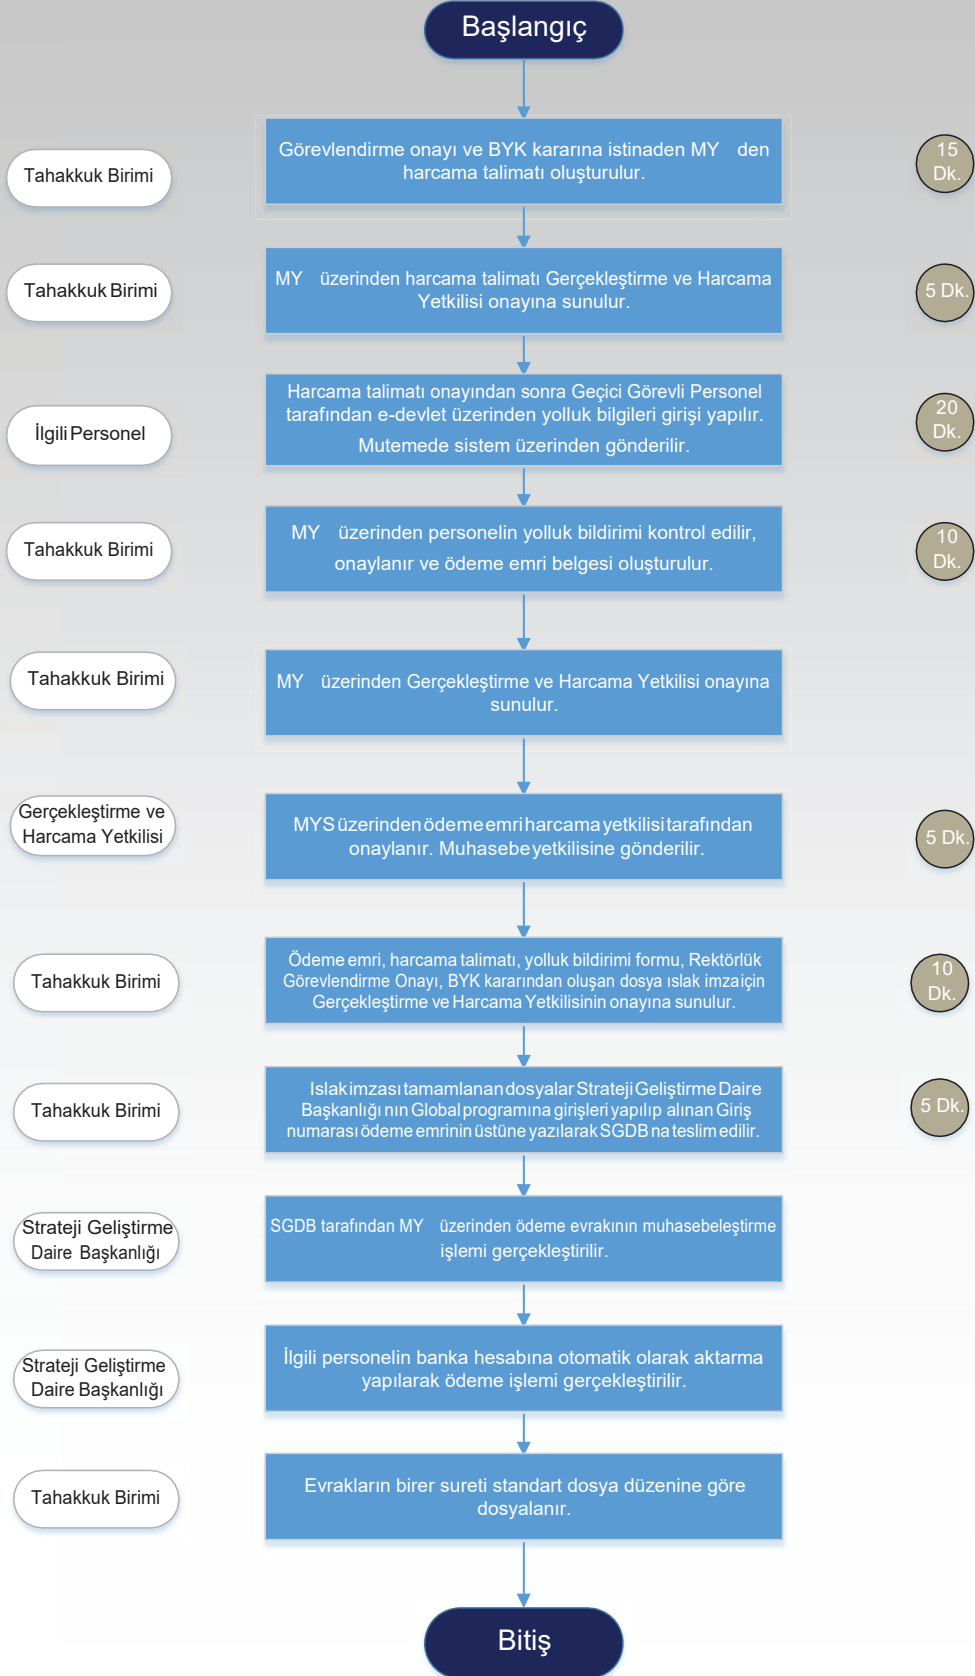 Başlangıç
Tahakkuk Birimi
Görevlendirme onayı ve BYK kararına istinaden MY den
harcama talimatı oluşturulur.
15
Dk.
Tahakkuk Birimi
MY üzerinden harcama talimatı Gerçekleştirme ve Harcama
Yetkilisi onayına sunulur.
5 Dk.
İlgili Personel
Harcama talimatı onayından sonra Geçici Görevli Personel
tarafından e-devlet üzerinden yolluk bilgileri girişi yapılır.
Mutemede sistem üzerinden gönderilir.
20
Dk.
Tahakkuk Birimi
MY üzerinden personelin yolluk bildirimi kontrol edilir,
onaylanır ve ödeme emri belgesi oluşturulur.
10
Dk.
Tahakkuk Birimi
MY üzerinden Gerçekleştirme ve Harcama Yetkilisi onayına
sunulur.
Gerçekleştirme ve
Harcama Yetkilisi
MYS üzerinden ödeme emri harcama yetkilisi tarafından
onaylanır. Muhasebe yetkilisine gönderilir.
5 Dk.
Tahakkuk Birimi
Ödeme emri, harcama talimatı, yolluk bildirimi formu, Rektörlük
Görevlendirme Onayı, BYK kararından oluşan dosya ıslak imza için
Gerçekleştirme ve Harcama Yetkilisinin onayına sunulur.
10
Dk.
Tahakkuk Birimi
Islak imzası tamamlanan dosyalar Strateji Geliştirme Daire
Başkanlığı nın Global programına girişleri yapılıp alınan Giriş
numarası ödeme emrinin üstüne yazılarak SGDB na teslim edilir.
5 Dk.
Strateji Geliştirme
Daire Başkanlığı
SGDB tarafından MY üzerinden ödeme evrakının muhasebeleştirme
işlemi gerçekleştirilir.
Strateji Geliştirme
Daire Başkanlığı
İlgili personelin banka hesabına otomatik olarak aktarma
yapılarak ödeme işlemi gerçekleştirilir.
Tahakkuk Birimi
Evrakların birer sureti standart dosya düzenine göre
dosyalanır.
Bitiş